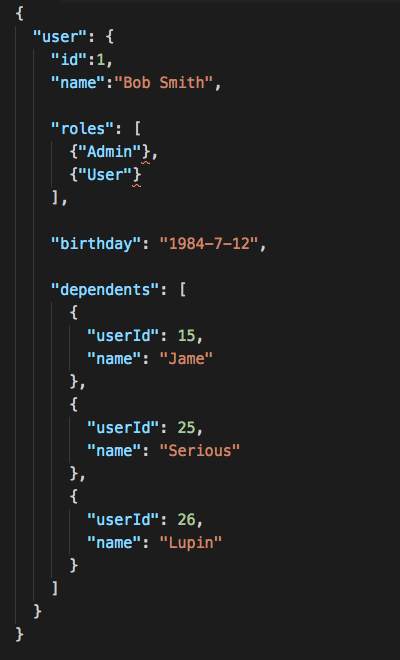 {
  "user": {
    "id":1,
    "name":"Bob Smith",

    "roles": [
      {"Admin"},
      {"User"}
    ],

    "birthday": "1984-7-12",

    "dependents": [
      {
        "userId": 15,
        "name": "Jame"
      },
      {
        "userId": 25,
        "name": "Serious"
      },
      {
        "userId": 26,
        "name": "Lupin"
      }
    ]
  }
}